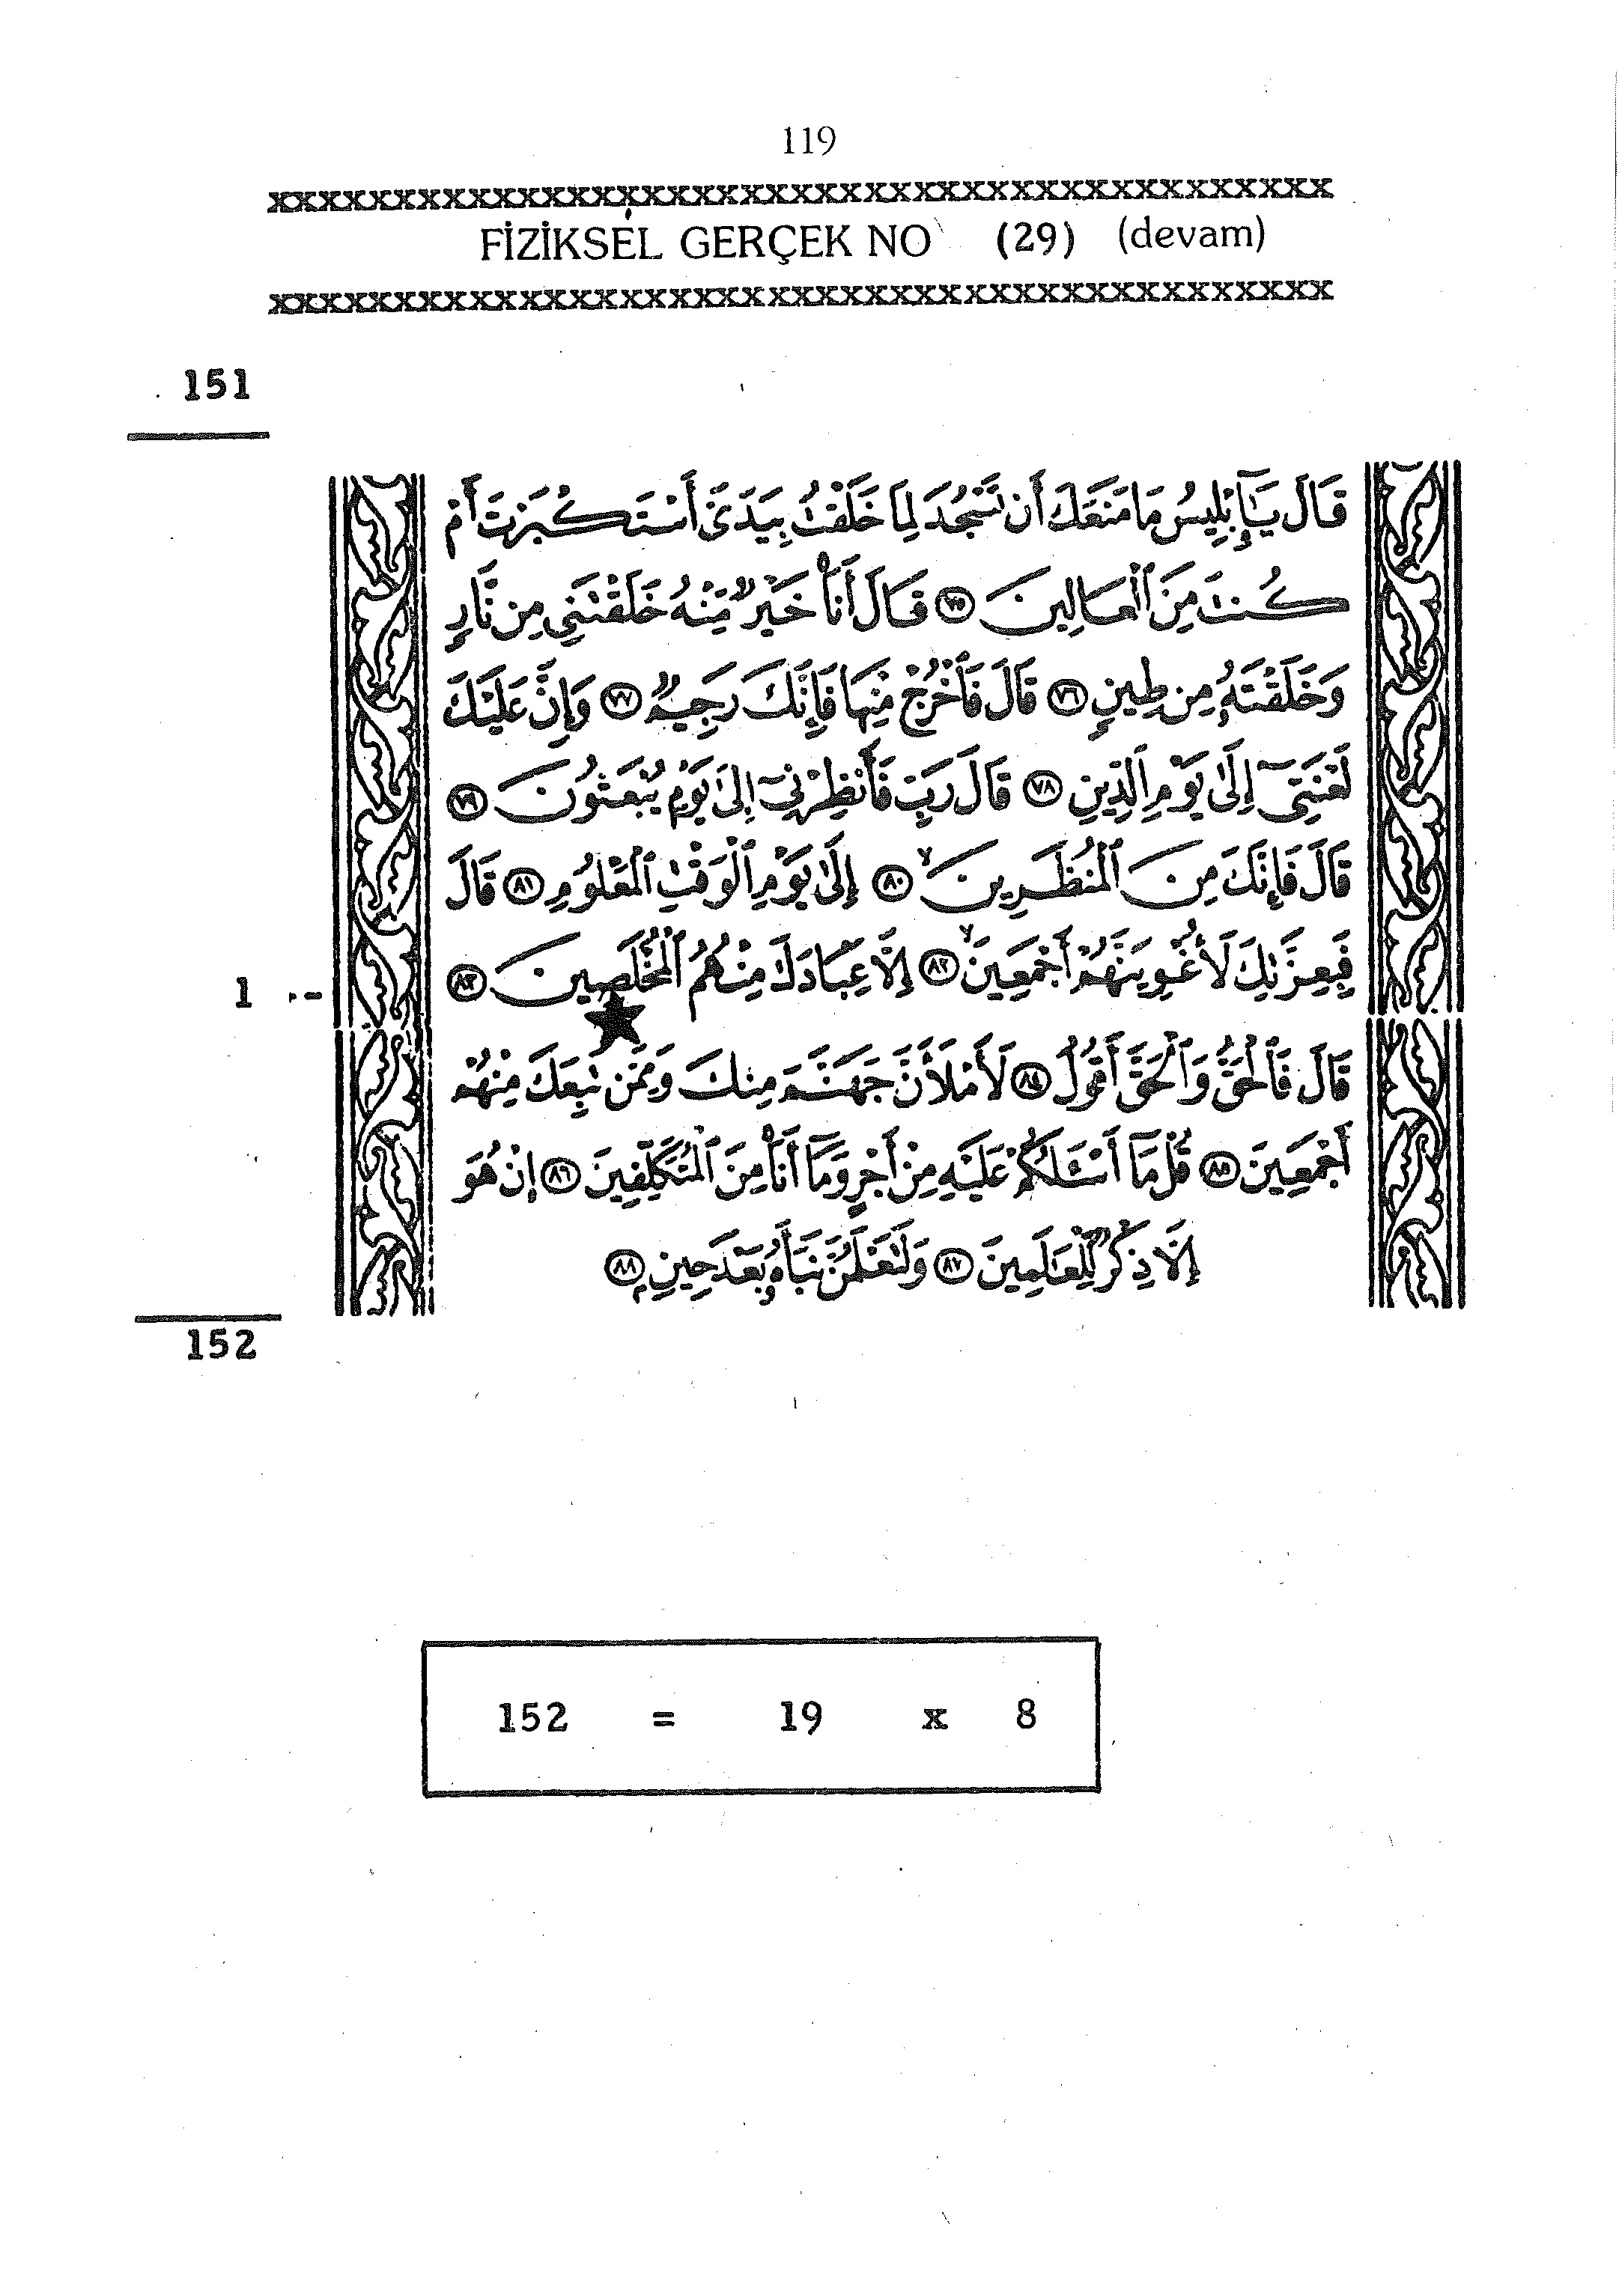 119
xxxxxxxxxxxxxxxxxxxxxxxxxxxxxxxxxxxxxxxxxxx
FİZİKSEL GERÇEK NO (29) (devam)
xxxxxxxxxxxxxxxxxxxxxxxxxxxxxxxxxxxxxxxxxxx
151
قَالَ يَـٰٓإِبْلِيسُ مَا مَنَعَكَ أَن تَسْجُدَ لِمَا خَلَقْتُ بِيَدَىَّ أَسْتَكْبَرْتَ أَمْ
كُنتَ مِنَ ٱلْعَالِينَ ﴿٧٥﴾ قَالَ أَنَا۠ خَيْرٌ مِّنْهُ خَلَقْتَنِى مِن نَّارٍ
وَخَلَقْتَهُۥ مِن طِينٍ ﴿٧٦﴾ قَالَ فَٱخْرُجْ مِنْهَا فَإِنَّكَ رَجِيمٌ ﴿٧٧﴾ وَإِنَّ عَلَيْكَ
لَعْنَتِىٓ إِلَىٰ يَوْمِ ٱلدِّينِ ﴿٧٨﴾ قَالَ رَبِّ فَأَنظِرْنِىٓ إِلَىٰ يَوْمِ يُبْعَثُونَ ﴿٧٩﴾
قَالَ فَإِنَّكَ مِنَ ٱلْمُنظَرِينَ ﴿٨٠﴾ إِلَىٰ يَوْمِ ٱلْوَقْتِ ٱلْمَعْلُومِ ﴿٨١﴾ قَالَ
فَبِعِزَّتِكَ لَأُغْوِيَنَّهُمْ أَجْمَعِينَ ﴿٨٢﴾ إِلَّا عِبَادَكَ مِنْهُمُ ٱلْمُخْلَصِينَ ﴿٨٣﴾
1 --
قَالَ فَٱلْحَقُّ وَٱلْحَقَّ أَقُولُ ﴿٨٤﴾ لَأَمْلَأَنَّ جَهَنَّمَ مِنكَ وَمِمَّن تَبِعَكَ مِنْهُمْ
أَجْمَعِينَ ﴿٨٥﴾ قُلْ مَآ أَسْـَٔلُكُمْ عَلَيْهِ مِنْ أَجْرٍ وَمَآ أَنَا۠ مِنَ ٱلْمُتَكَلِّفِينَ ﴿٨٦﴾ إِنْ هُوَ
إِلَّا ذِكْرٌ لِّلْعَـٰلَمِينَ ﴿٨٧﴾ وَلَتَعْلَمُنَّ نَبَأَهُۥ بَعْدَ حِينٍۭ ﴿٨٨﴾
152
152 = 19 x 8